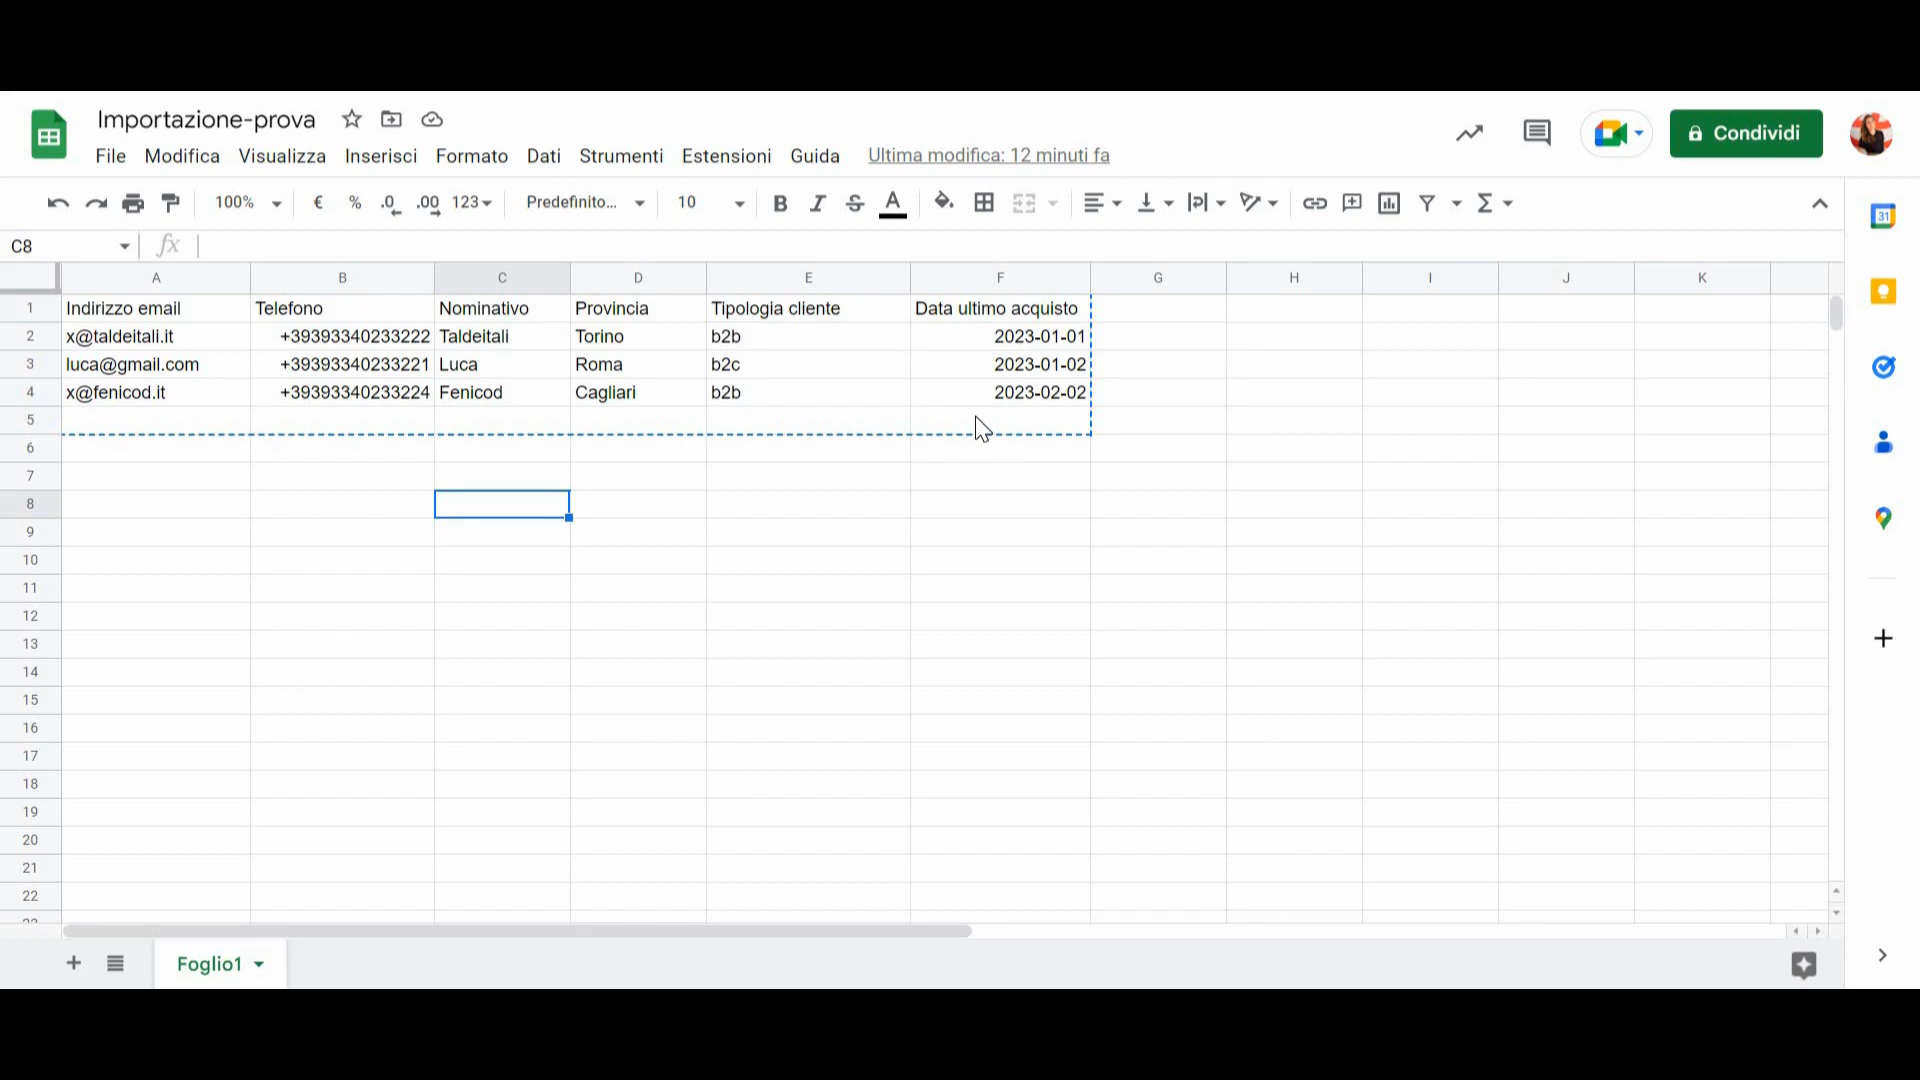 Importazione-prova
File Modifica Visualizza Inserisci Formato Dati Strumenti Estensioni Guida Ultima modifica: 12 minuti fa
Condividi
100% € % .0 .00 123 Predefinito... 10 B I S A
31
C8 fx
A B C D E F G H I J K
1 Indirizzo email Telefono Nominativo Provincia Tipologia cliente Data ultimo acquisto
2 x@taldeitali.it +39393340233222 Taldeitali Torino b2b 2023-01-01
3 luca@gmail.com +39393340233221 Luca Roma b2c 2023-01-02
4 x@fenicod.it +39393340233224 Fenicod Cagliari b2b 2023-02-02
5
6
7
8
9
10
11
12
13
14
15
16
17
18
19
20
21
22
Foglio1